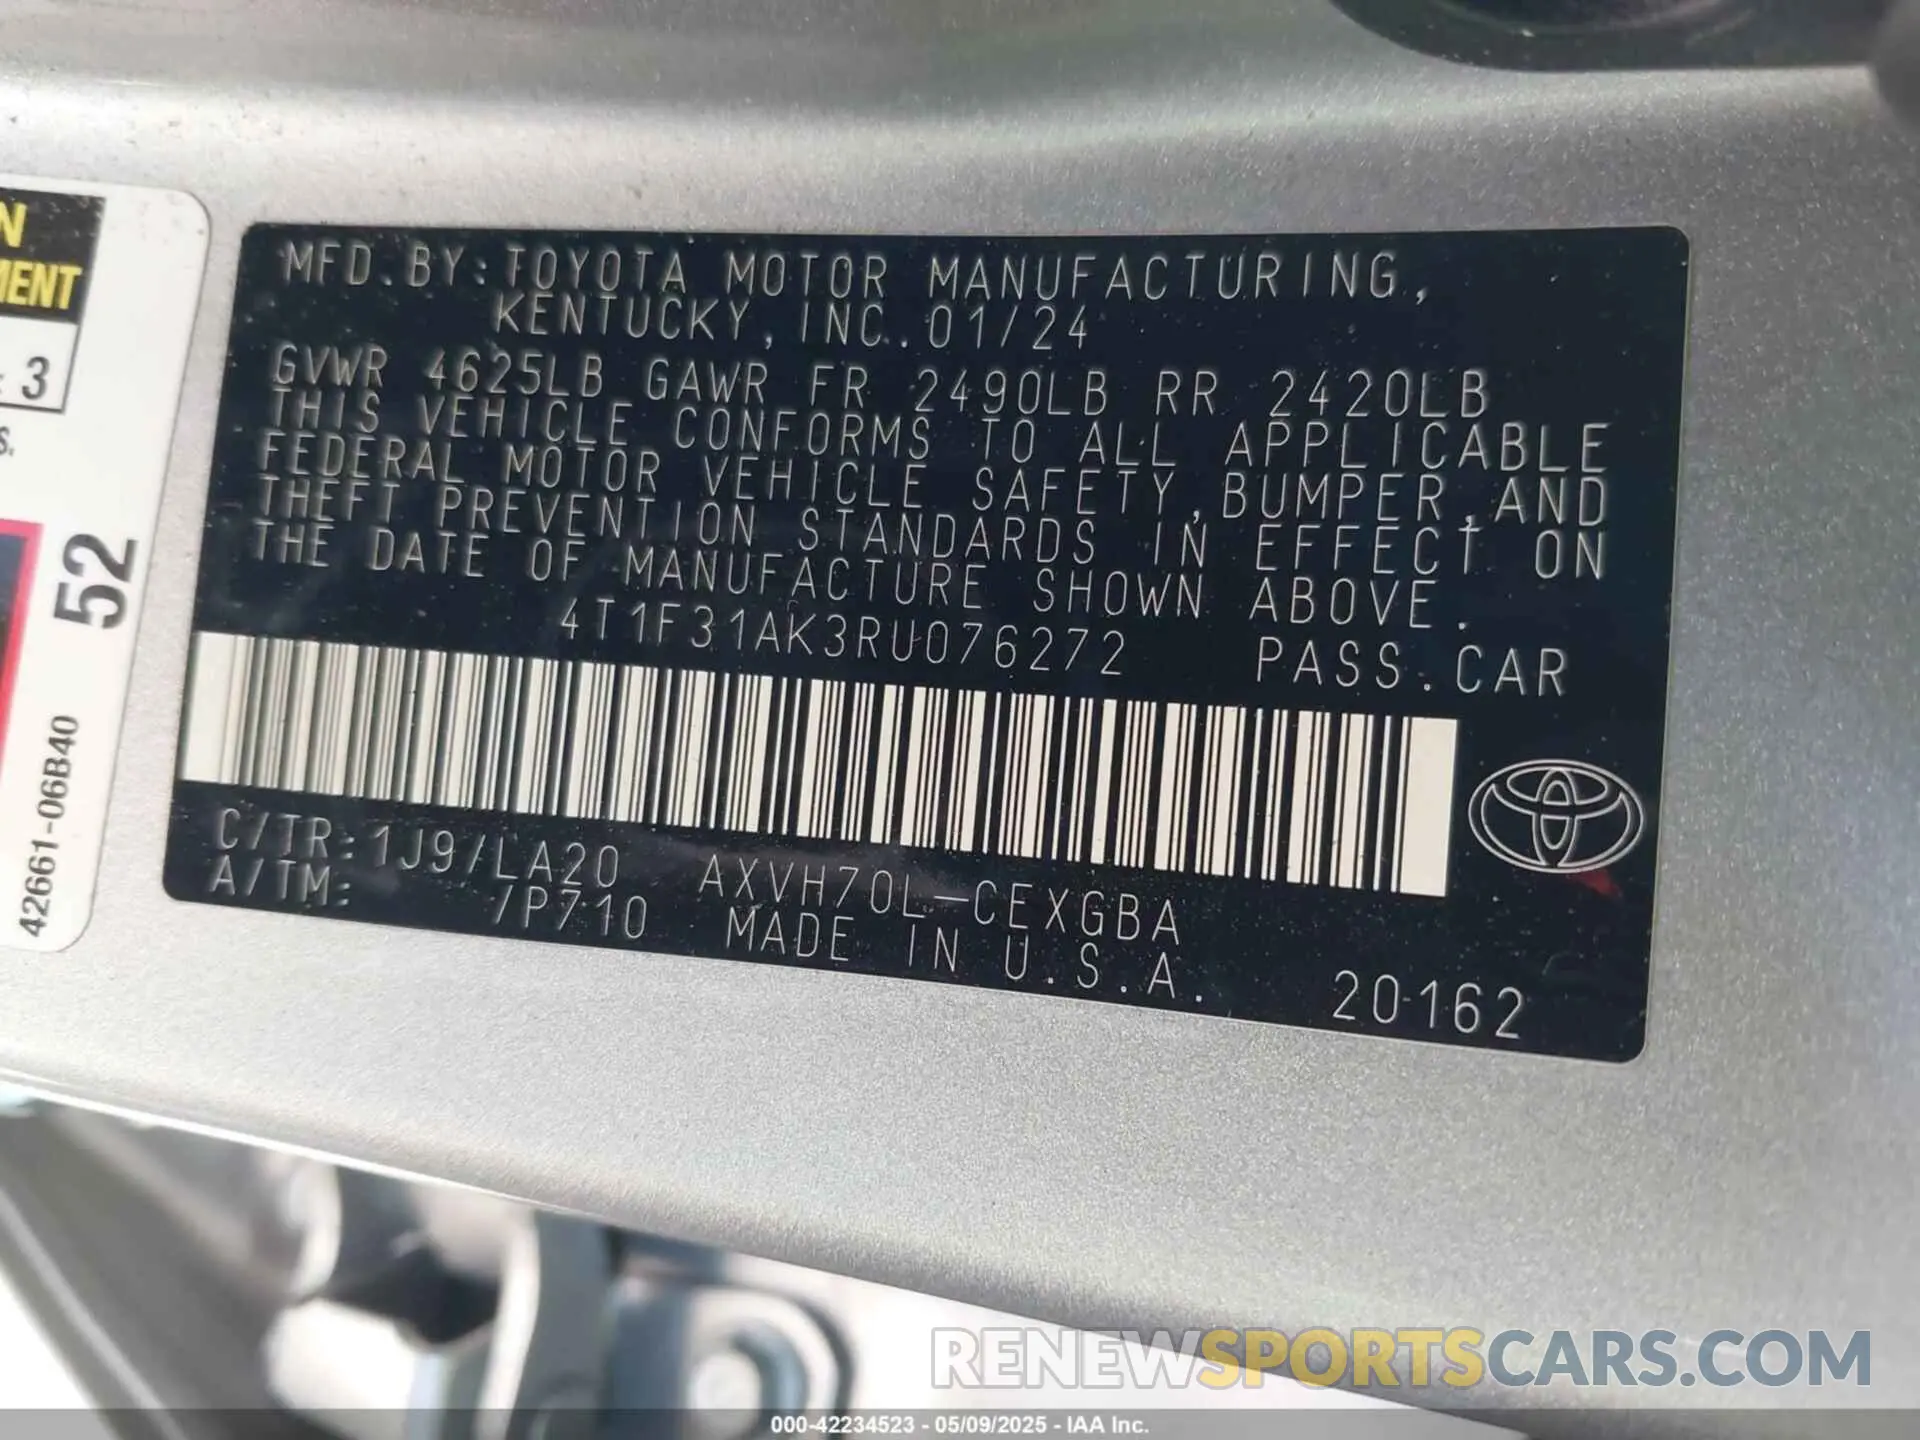 MFD.BY:TOYOTA MOTOR MANUFACTURING,
KENTUCKY, INC. 01/24
GVWR 4625LB GAWR FR 2490LB RR 2420LB
THIS VEHICLE CONFORMS TO ALL APPLICABLE
FEDERAL MOTOR VEHICLE SAFETY,BUMPER,AND
THEFT PREVENTION STANDARDS IN EFFECT ON
THE DATE OF MANUFACTURE SHOWN ABOVE.
4T1F31AK3RU076272 PASS.CAR
C/TR:1J9/LA20 AXVH70L-CEXGBA
A/TM: /P710 MADE IN U.S.A.
20162
N
MENT
3
S.
52
42661-06B40
RENEWSPORTSCARS.COM
000-42234523 - 05/09/2025 - IAA Inc.